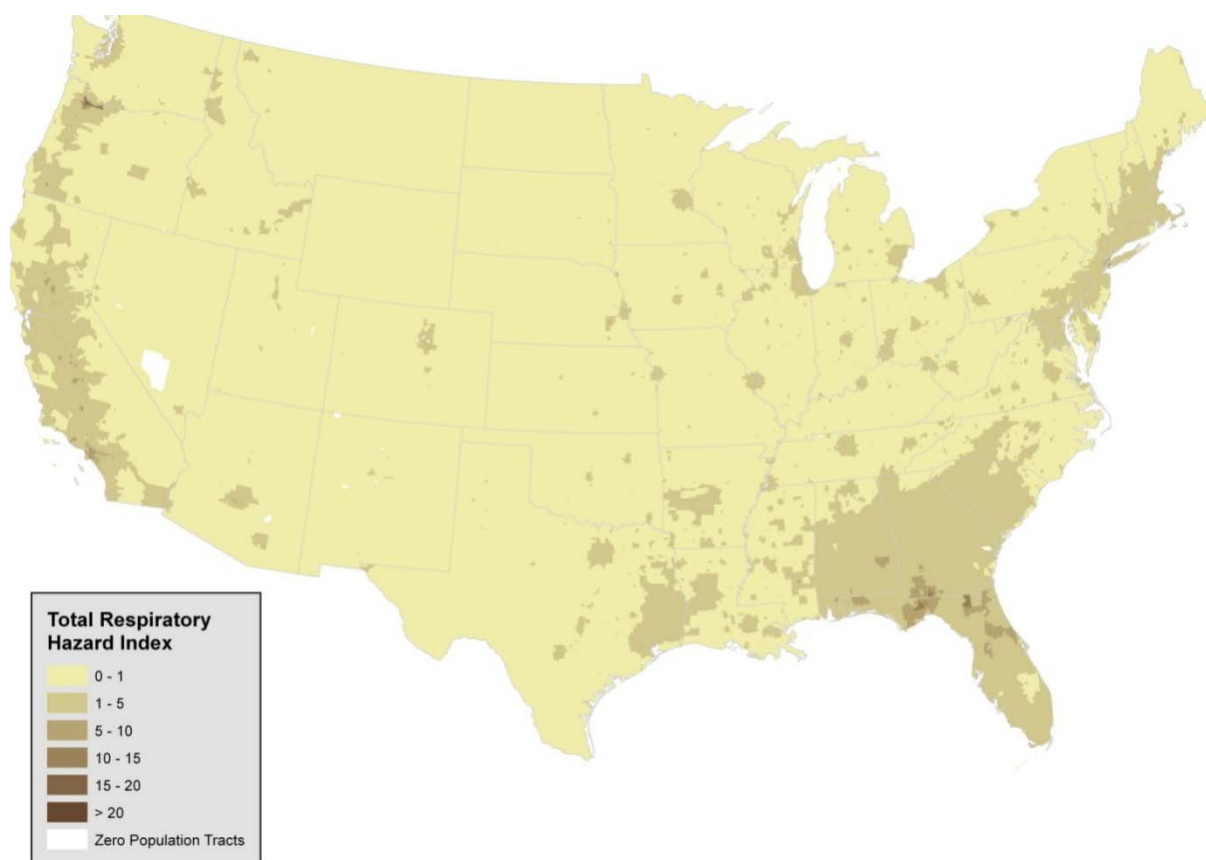 Total Respiratory
Hazard Index
0 - 1
1 - 5
5 - 10
10 - 15
15 - 20
> 20
Zero Population Tracts